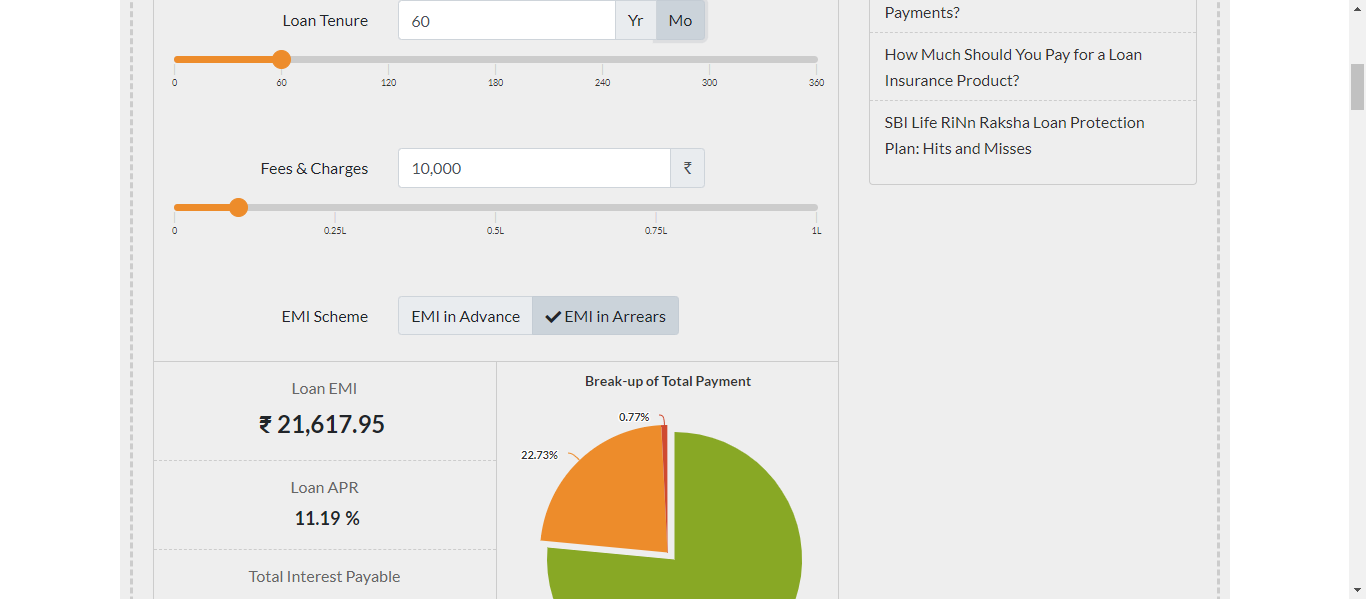 Loan Tenure 60 Yr Mo
0 60 120 180 240 300 360
Fees & Charges 10,000 ₹
0 0.25L 0.5L 0.75L 1L
EMI Scheme EMI in Advance EMI in Arrears
Loan EMI
₹ 21,617.95
Loan APR
11.19 %
Total Interest Payable
Break-up of Total Payment
0.77%
22.73%
Payments?
How Much Should You Pay for a Loan
Insurance Product?
SBI Life RiNn Raksha Loan Protection
Plan: Hits and Misses